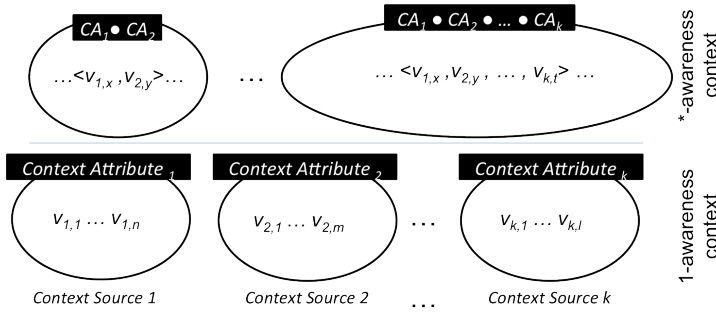 CA1 ● CA2
CA1 ● CA2 ● ... ● CAk
...<v1,x ,v2,y>...
...
... <v1,x, v2,y , ... , vk,t> ...
*-awareness context
Context Attribute 1
Context Attribute 2
Context Attribute k
v1,1 ... v1,n
v2,1 ... v2,m
...
vk,1 ... vk,l
1-awareness context
Context Source 1
Context Source 2
...
Context Source k